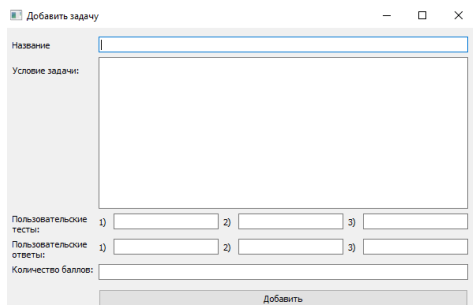 Добавить задачу
Название
Условие задачи:
Пользовательские
тесты:
1) 2) 3)
Пользовательские
ответы:
1) 2) 3)
Количество баллов:
Добавить